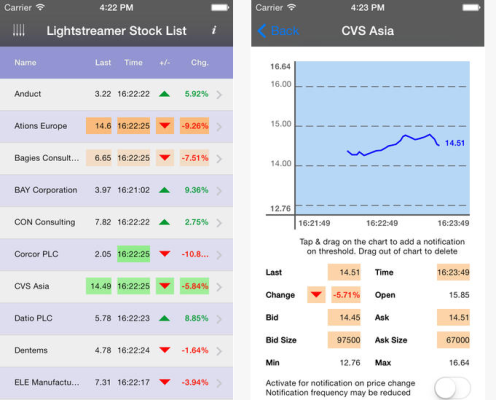 Carrier 4:22 PM
Lightstreamer Stock List i
Name Last Time +/- Chg.
Anduct 3.22 16:22:22 5.92%
Ations Europe 14.6 16:22:25 -9.26%
Bagies Consult... 6.65 16:22:25 -7.51%
BAY Corporation 3.97 16:21:02 9.36%
CON Consulting 7.82 16:22:22 2.75%
Corcor PLC 2.05 16:22:25 -10.8...
CVS Asia 14.49 16:22:25 -5.84%
Datio PLC 5.78 16:22:23 8.85%
Dentems 4.78 16:22:24 -1.64%
ELE Manufactu... 7.31 16:22:17 -3.94%
Carrier 4:23 PM
Back CVS Asia
16.64
16.00
15.00
14.51
14.00
12.76
16:21:49 16:22:49 16:23:49
Tap & drag on the chart to add a notification
on threshold. Drag out of chart to delete
Last 14.51 Time 16:23:49
Change -5.71% Open 15.85
Bid 14.45 Ask 14.51
Bid Size 97500 Ask Size 67000
Min 12.76 Max 16.64
Activate for notification on price change
Notification frequency may be reduced